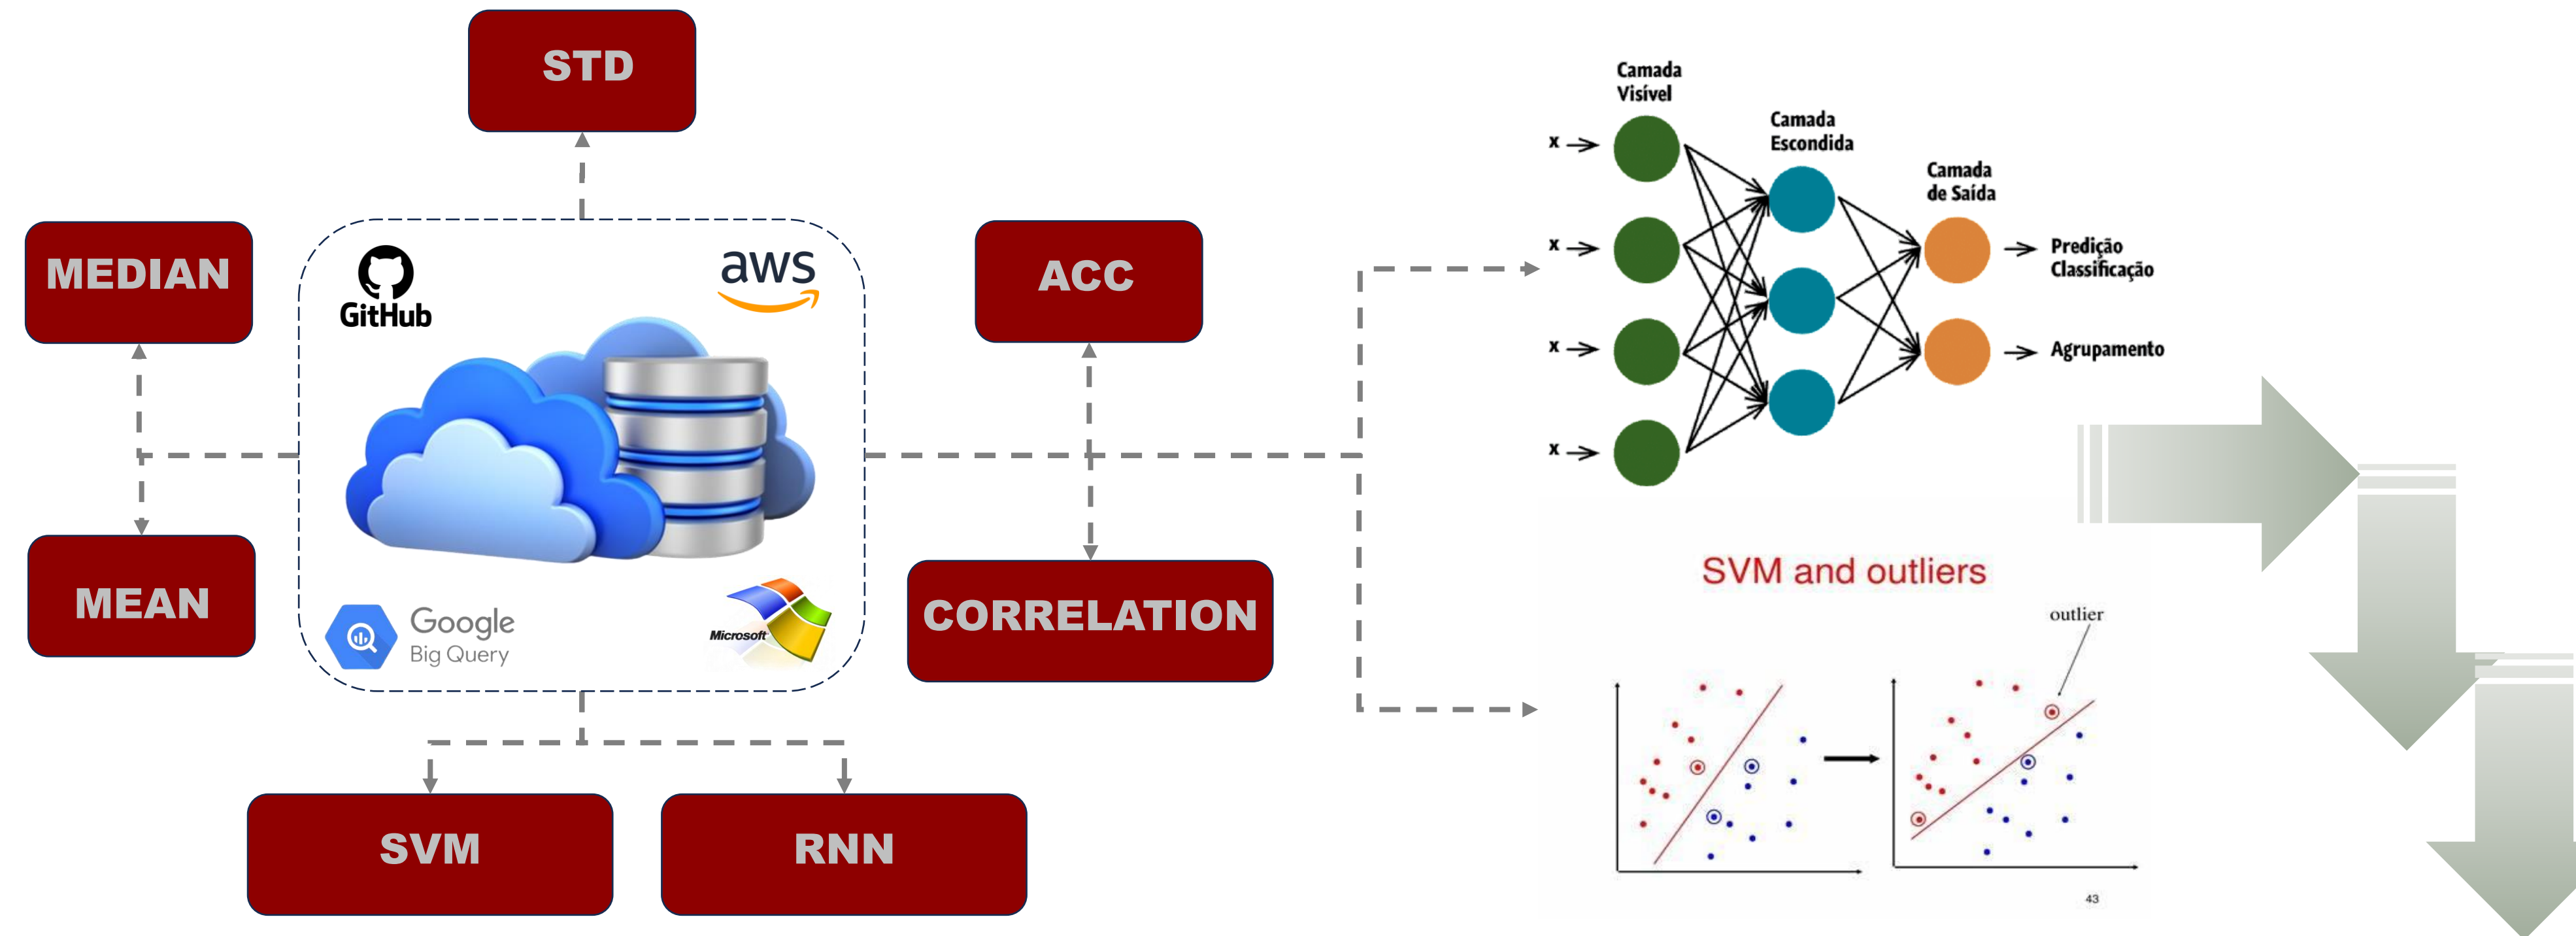 STD
MEDIAN
MEAN
GitHub
aws
Google
Big Query
Microsoft
ACC
CORRELATION
SVM
RNN
Camada
Visível
Camada
Escondida
Camada
de Saída
x
x
x
x
Predição
Classificação
Agrupamento
SVM and outliers
outlier
43